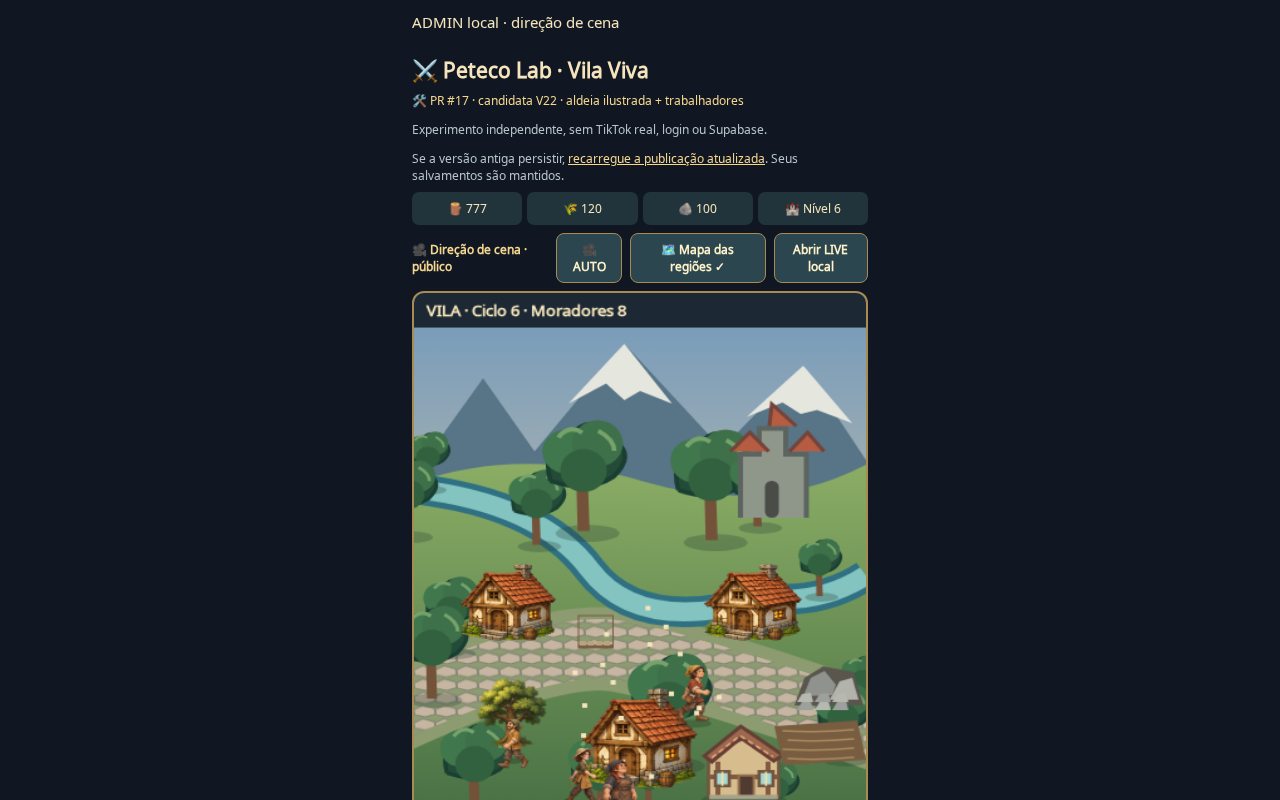 ADMIN local · direção de cena
⚔️ Peteco Lab · Vila Viva
🛠️ PR #17 · candidata V22 · aldeia ilustrada + trabalhadores
Experimento independente, sem TikTok real, login ou Supabase.
Se a versão antiga persistir, recarregue a publicação atualizada. Seus
salvamentos são mantidos.
🪵 777
🌾 120
🪨 100
🏰 Nível 6
🎥 Direção de cena ·
público
🎥
AUTO
🗺️ Mapa das
regiões ✓
Abrir LIVE
local
VILA · Ciclo 6 · Moradores 8